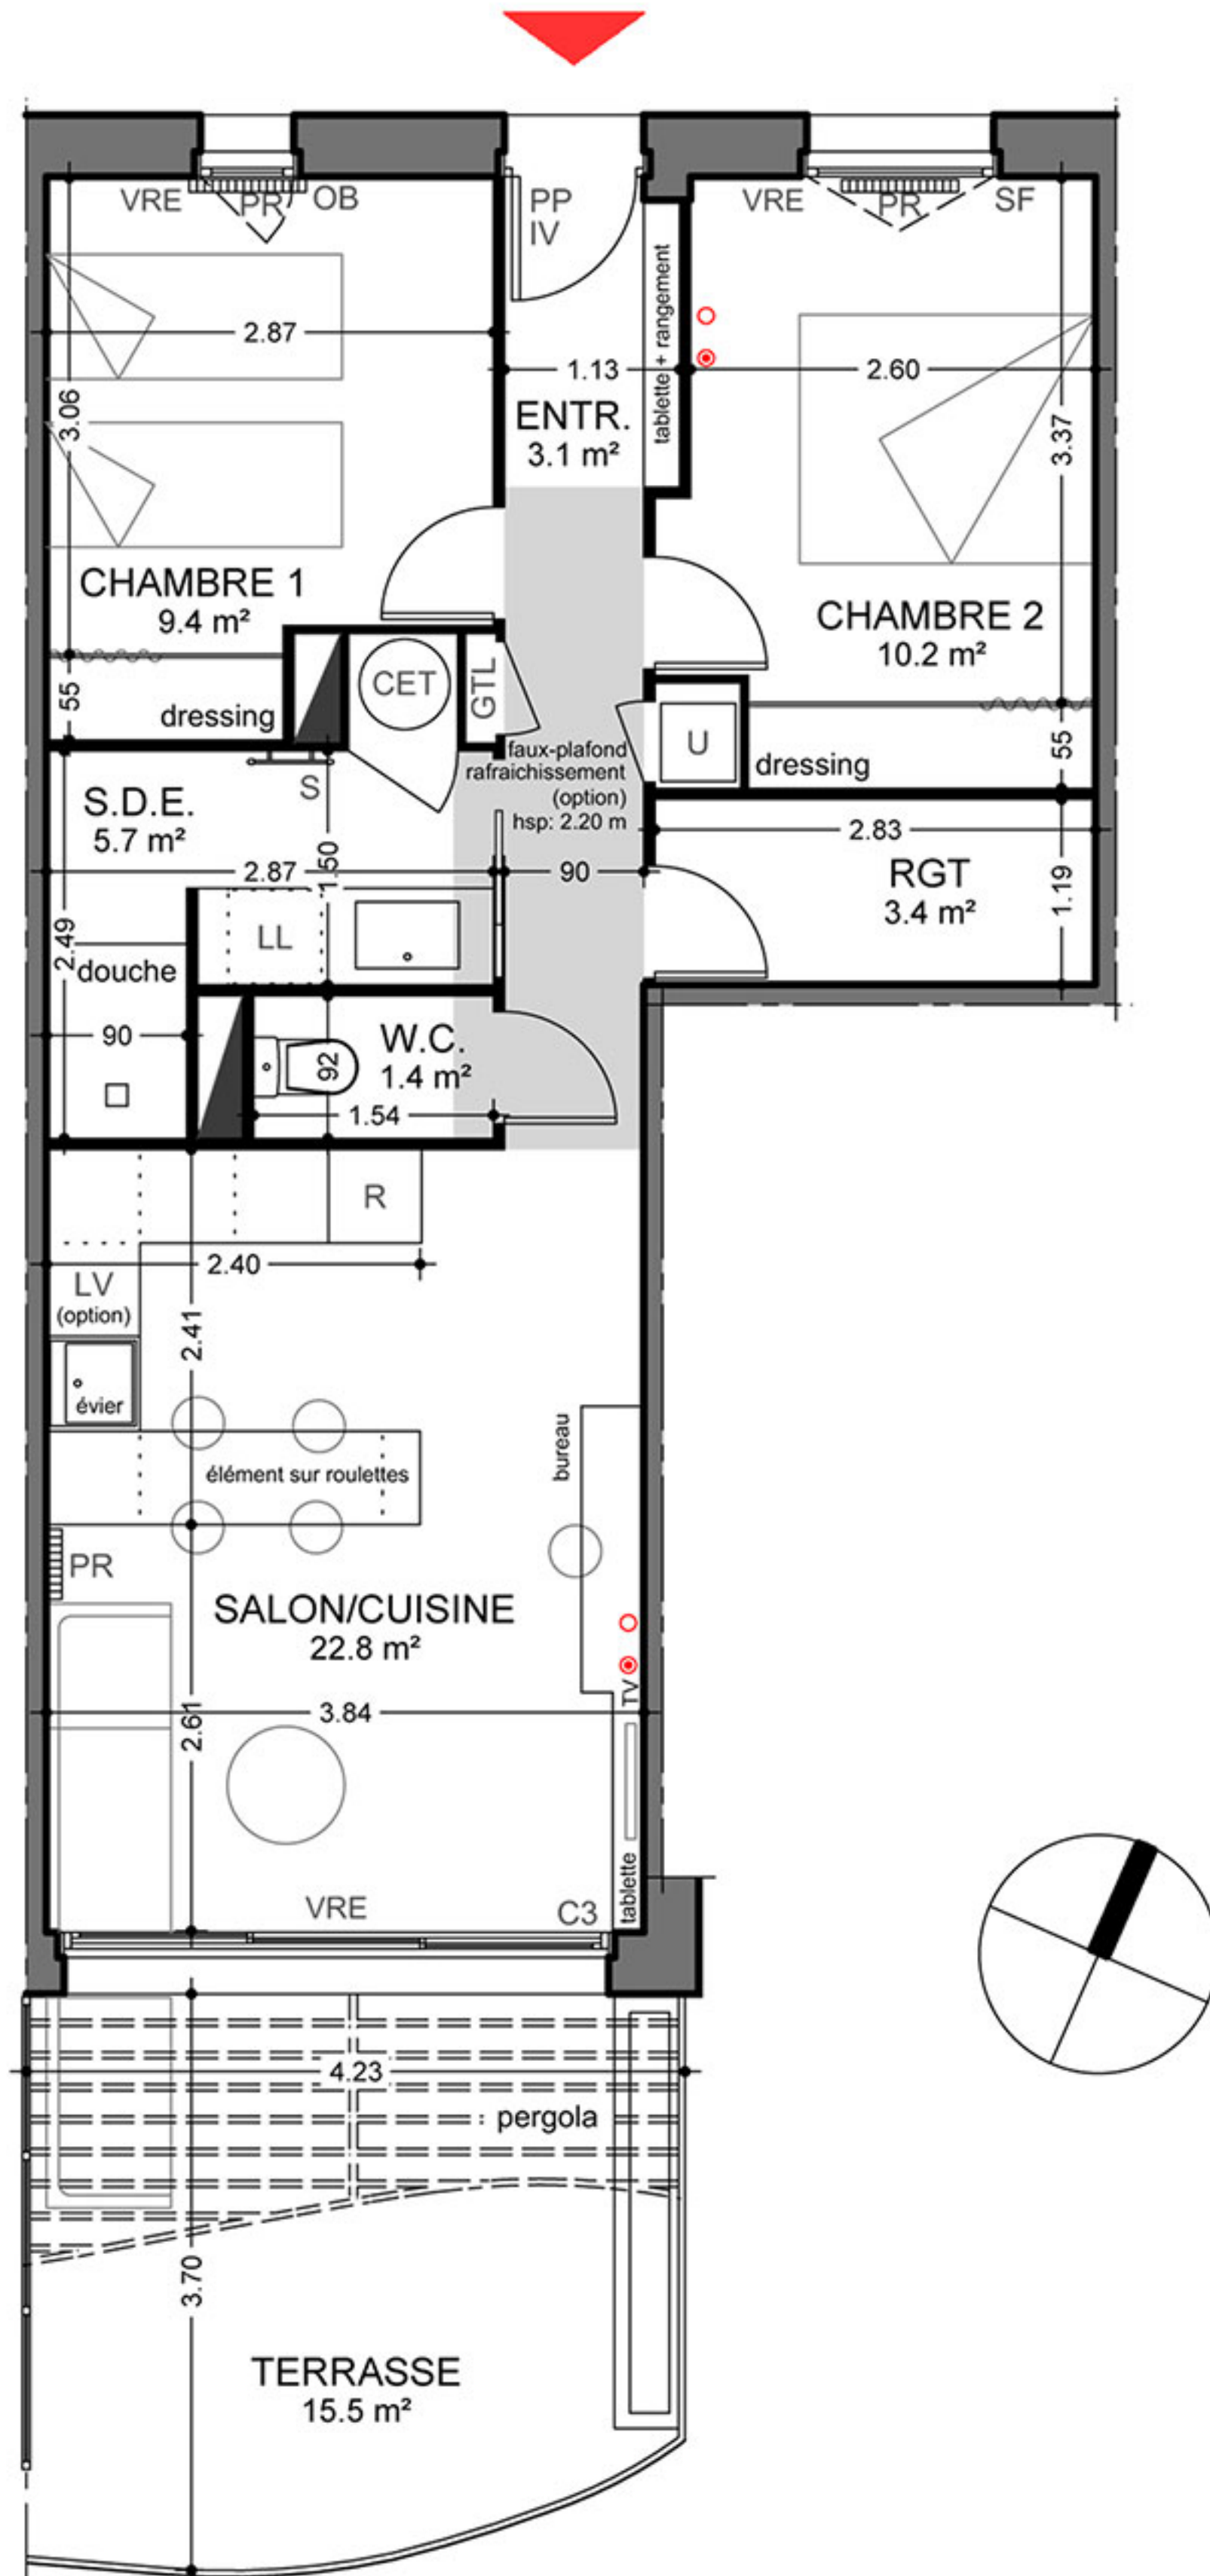 VRE
PR
OB
PP
IV
VRE
PR
SF
tablette + rangement
2.87
1.13
2.60
3.06
ENTR.
3.1 m²
3.37
CHAMBRE 1
9.4 m²
CHAMBRE 2
10.2 m²
55
dressing
CET
GTL
U
dressing
55
faux-plafond
rafraichissement
(option)
hsp: 2.20 m
S
S.D.E.
5.7 m²
2.87
1.50
90
2.83
RGT
3.4 m²
1.19
2.49
LL
douche
90
W.C.
1.4 m²
92
1.54
R
2.40
LV
(option)
2.41
évier
bureau
élément sur roulettes
PR
SALON/CUISINE
22.8 m²
TV
2.61
3.84
tablette
VRE
C3
4.23
pergola
3.70
TERRASSE
15.5 m²